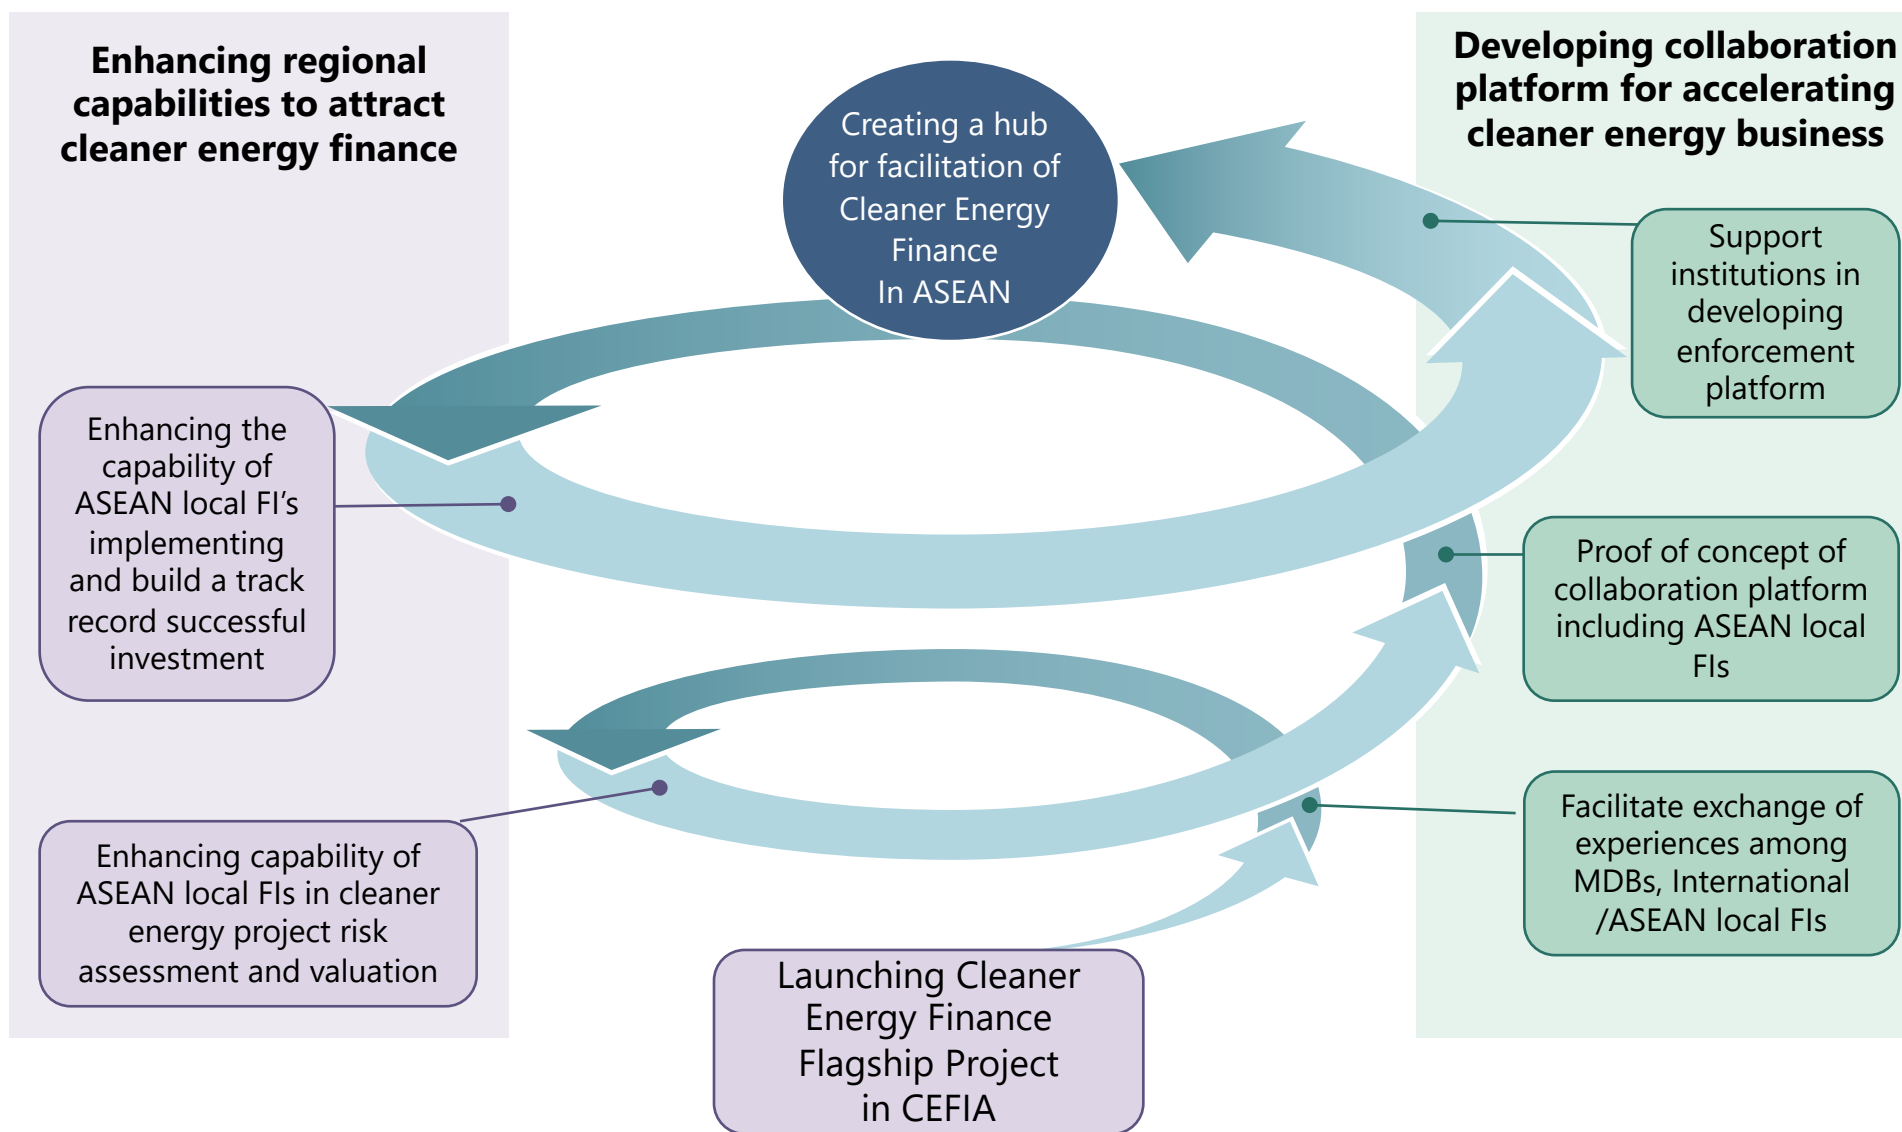 Enhancing regional
capabilities to attract
cleaner energy finance
Creating a hub
for facilitation of
Cleaner Energy
Finance
In ASEAN
Developing collaboration
platform for accelerating
cleaner energy business
Support
institutions in
developing
enforcement
platform
Enhancing the
capability of
ASEAN local FI's
implementing
and build a track
record successful
investment
Proof of concept of
collaboration platform
including ASEAN local
FIs
Enhancing capability of
ASEAN local FIs in cleaner
energy project risk
assessment and valuation
Facilitate exchange of
experiences among
MDBs, International
/ASEAN local FIs
Launching Cleaner
Energy Finance
Flagship Project
in CEFIA